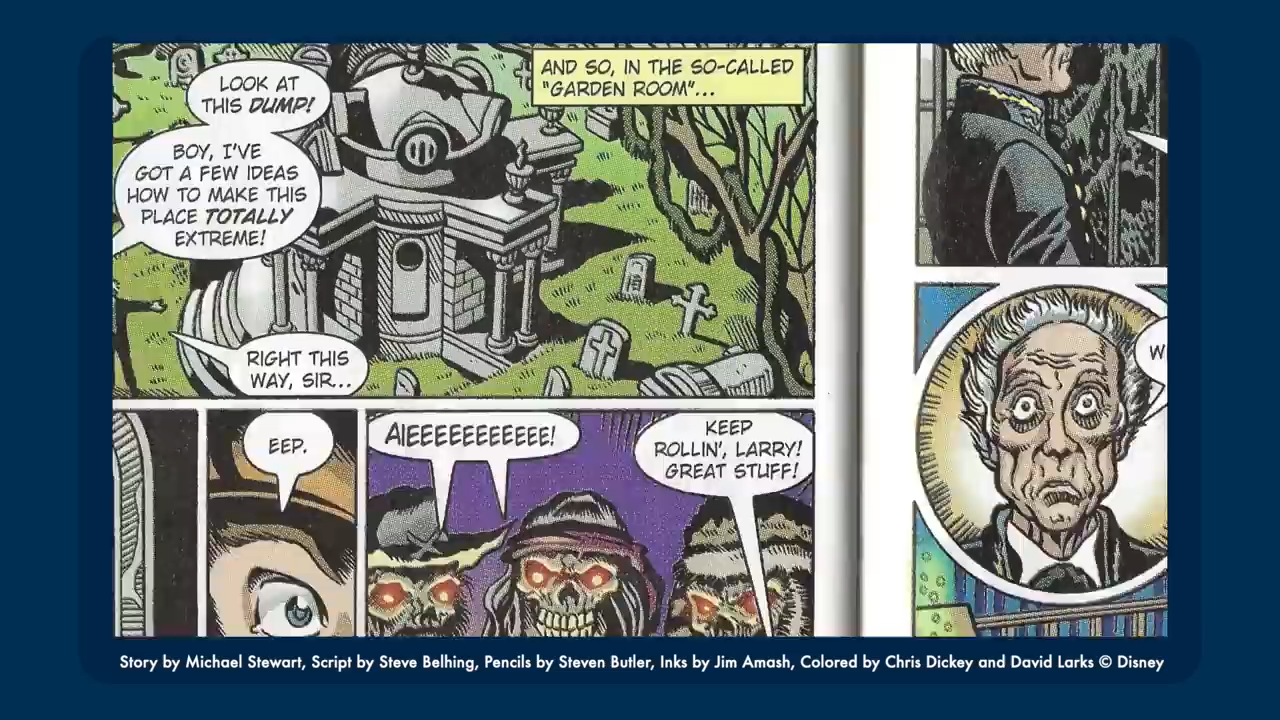 LOOK AT
THIS DUMP!
AND SO, IN THE SO-CALLED
"GARDEN ROOM"...
BOY, I'VE
GOT A FEW IDEAS
HOW TO MAKE THIS
PLACE TOTALLY
EXTREME!
RIGHT THIS
WAY, SIR...
EEP.
AIEEEEEEEEEEE!
KEEP
ROLLIN', LARRY!
GREAT STUFF!
W
Story by Michael Stewart, Script by Steve Belhing, Pencils by Steven Butler, Inks by Jim Amash, Colored by Chris Dickey and David Larks © Disney